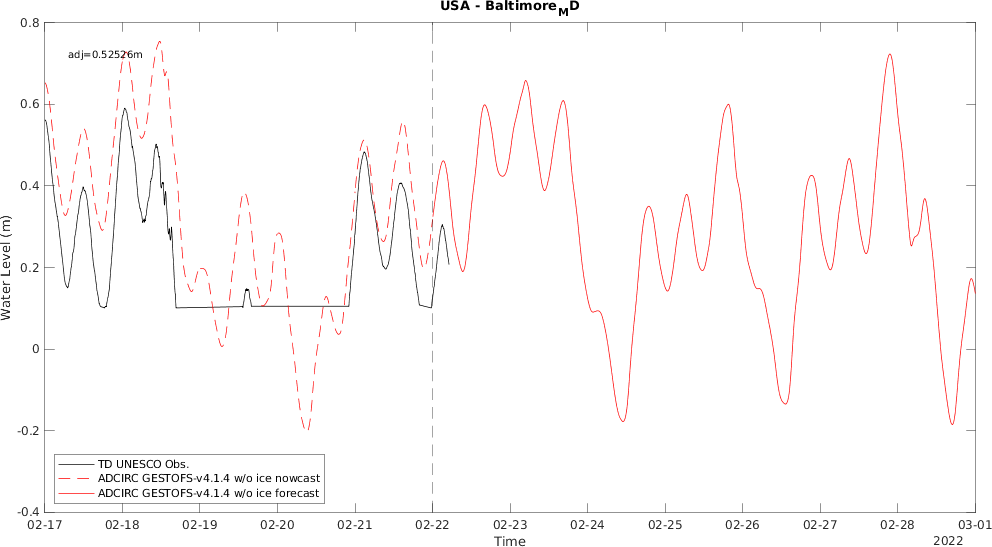 USA - Baltimore_MD
0.8
adj=0.52526m
0.6
0.4
0.2
0
-0.2
-0.4
Water Level (m)
TD UNESCO Obs.
ADCIRC GESTOFS-v4.1.4 w/o ice nowcast
ADCIRC GESTOFS-v4.1.4 w/o ice forecast
02-17 02-18 02-19 02-20 02-21 02-22 02-23 02-24 02-25 02-26 02-27 02-28 03-01
Time
2022